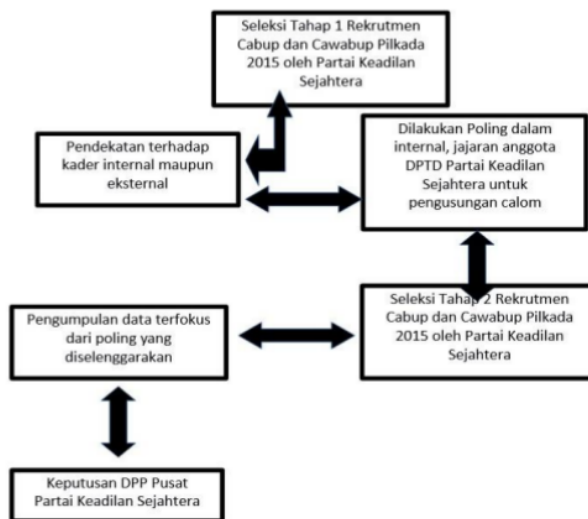 Seleksi Tahap 1 Rekrutmen
Cabup dan Cawabup Pilkada
2015 oleh Partai Keadilan
Sejahtera
Pendekatan terhadap
kader internal maupun
eksternal
Dilakukan Poling dalam
internal, jajaran anggota
DPTD Partai Keadilan
Sejahtera untuk
pengusungan calom
Seleksi Tahap 2 Rekrutmen
Cabup dan Cawabup Pilkada
2015 oleh Partai Keadilan
Sejahtera
Pengumpulan data terfokus
dari poling yang
diselenggarakan
Keputusan DPP Pusat
Partai Keadilan Sejahtera